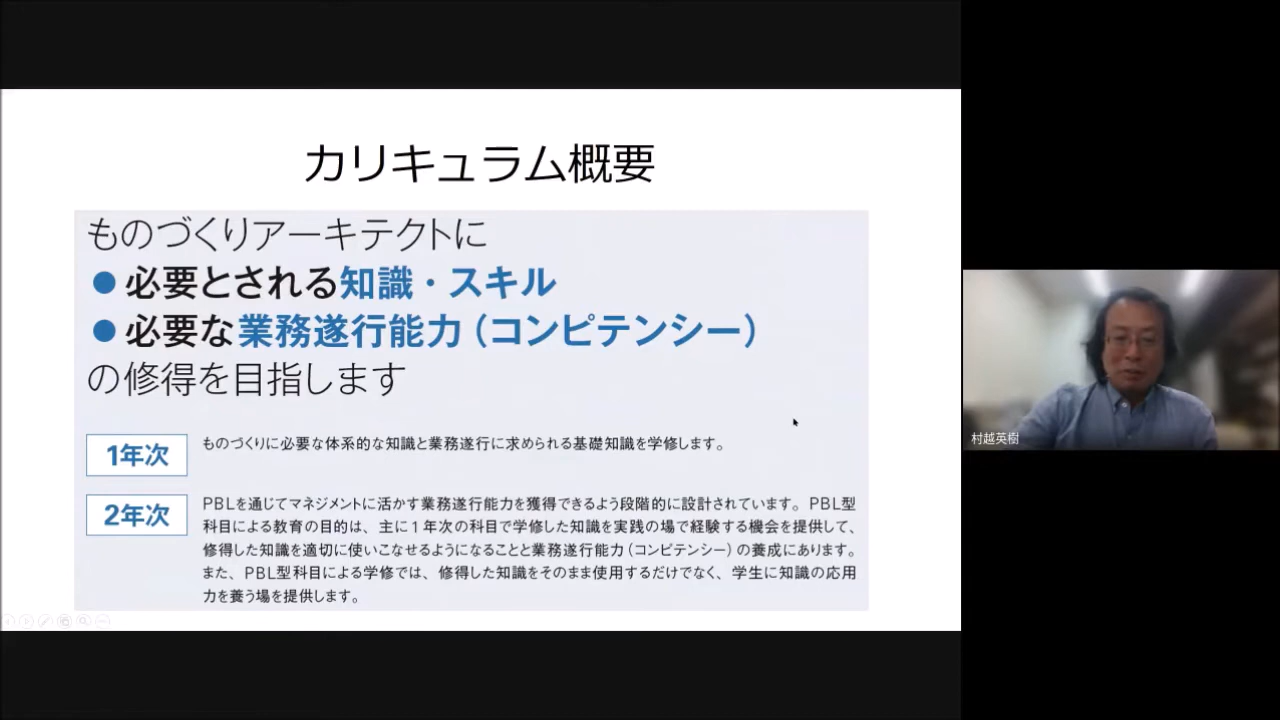 カリキュラム概要
ものづくりアーキテクトに
●必要とされる知識・スキル
●必要な業務遂行能力（コンピテンシー）
の修得を目指します
1年次
ものづくりに必要な体系的な知識と業務遂行に求められる基礎知識を学修します。
2年次
PBLを通じてマネジメントに活かす業務遂行能力を獲得できるよう段階的に設計されています。PBL型
科目による教育の目的は、主に1年次の科目で学修した知識を実践の場で経験する機会を提供して、
修得した知識を適切に使いこなせるようになることと業務遂行能力（コンピテンシー）の養成にあります。
また、PBL型科目による学修では、修得した知識をそのまま使用するだけでなく、学生に知識の応用
力を養う場を提供します。
村越英樹